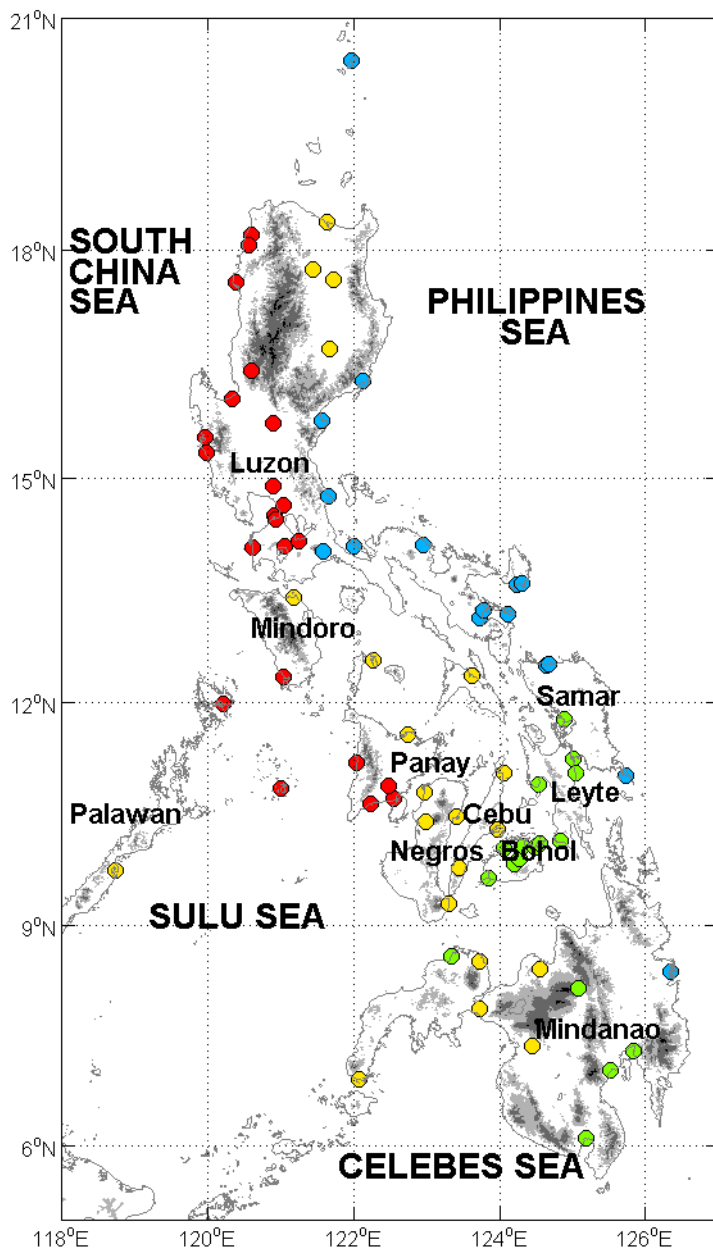 21°N
18°N
SOUTH
CHINA
SEA
PHILIPPINES
SEA
15°N
Luzon
Mindoro
12°N
Samar
Panay
Leyte
Palawan
Cebu
Negros
Bohol
9°N
SULU SEA
Mindanao
6°N
CELEBES SEA
118°E
120°E
122°E
124°E
126°E